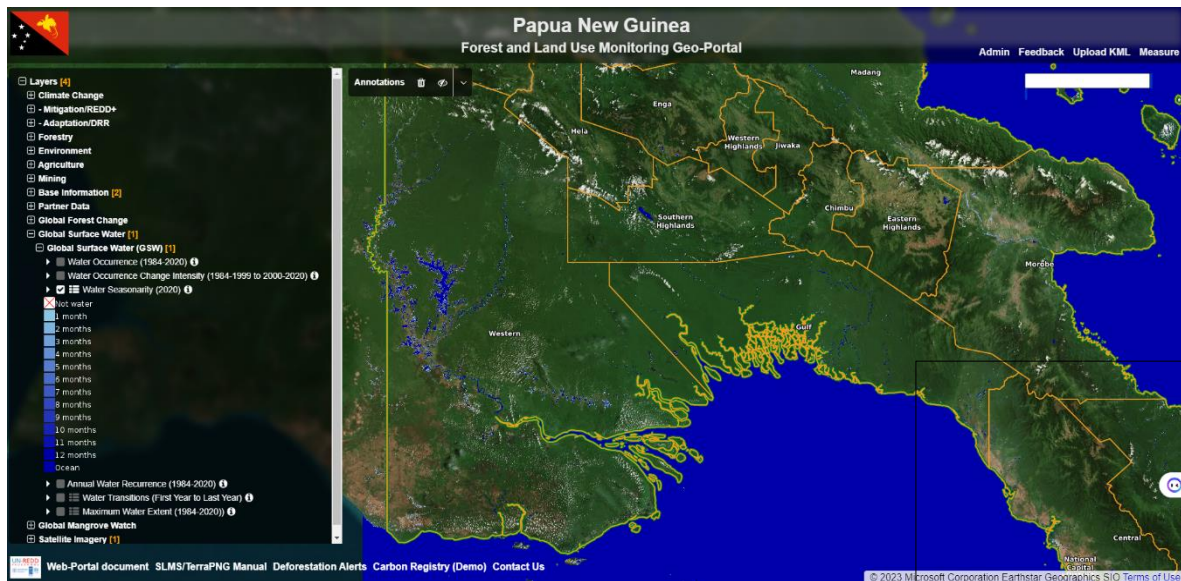 Papua New Guinea
Forest and Land Use Monitoring Geo-Portal
Admin Feedback Upload KML Measure
Layers [4]
Climate Change
- Mitigation/REDD+
- Adaptation/DRR
Forestry
Environment
Agriculture
Mining
Base Information [2]
Partner Data
Global Forest Change
Global Surface Water [1]
Global Surface Water (GSW) [1]
Water Occurrence (1984-2020)
Water Occurrence Change Intensity (1984-1999 to 2000-2020)
Water Seasonarity (2020)
Not water
1 month
2 months
3 months
4 months
5 months
6 months
7 months
8 months
9 months
10 months
11 months
12 months
Ocean
Annual Water Recurrence (1984-2020)
Water Transitions (First Year to Last Year)
Maximum Water Extent (1984-2020))
Global Mangrove Watch
Satellite Imagery [1]
Annotations
Madang
Enga
Hela
Western
Highlands
Jiwaka
Southern
Highlands
Chimbu
Eastern
Highlands
Morobe
Western
Gulf
Central
National
Capital
UN-REDD
Web-Portal document SLMS/TerraPNG Manual Deforestation Alerts Carbon Registry (Demo) Contact Us
© 2023 Microsoft Corporation Earthstar Geographics SIO Terms of Use